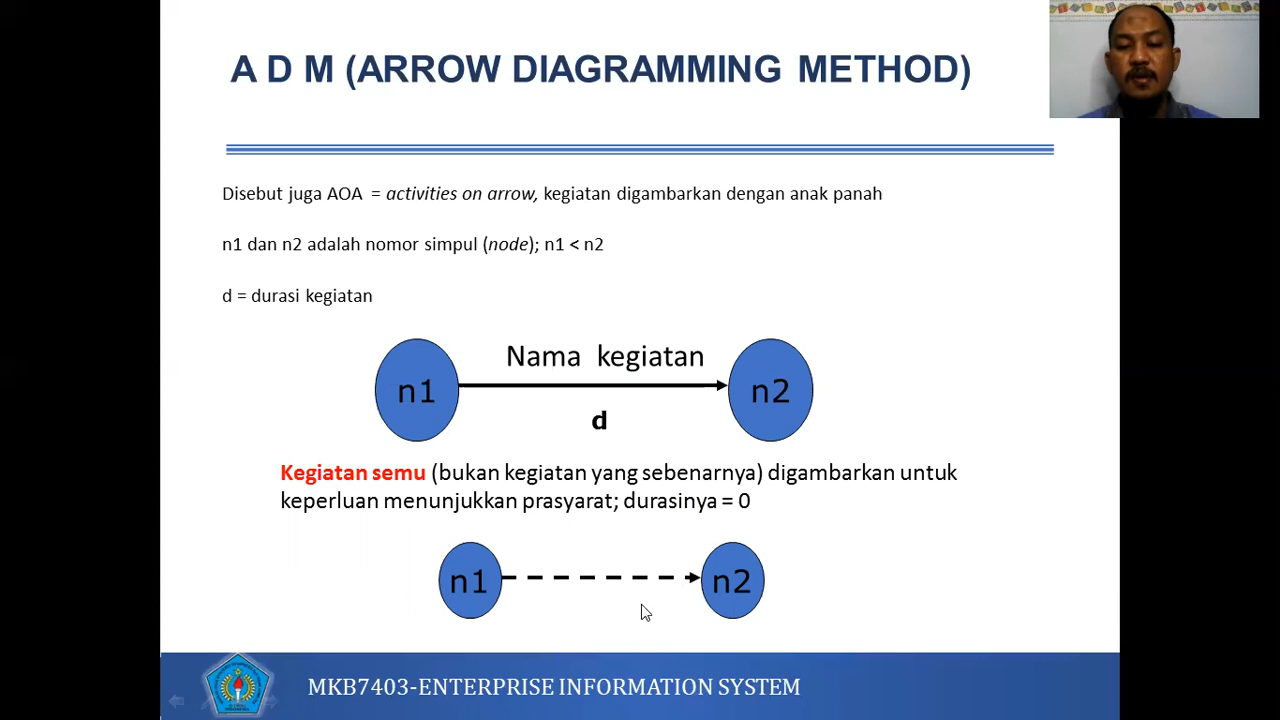 A D M (ARROW DIAGRAMMING METHOD)
Disebut juga AOA = activities on arrow, kegiatan digambarkan dengan anak panah
n1 dan n2 adalah nomor simpul (node); n1 < n2
d = durasi kegiatan
Nama kegiatan
n1
n2
d
Kegiatan semu (bukan kegiatan yang sebenarnya) digambarkan untuk
keperluan menunjukkan prasyarat; durasinya = 0
n1
n2
MKB7403-ENTERPRISE INFORMATION SYSTEM